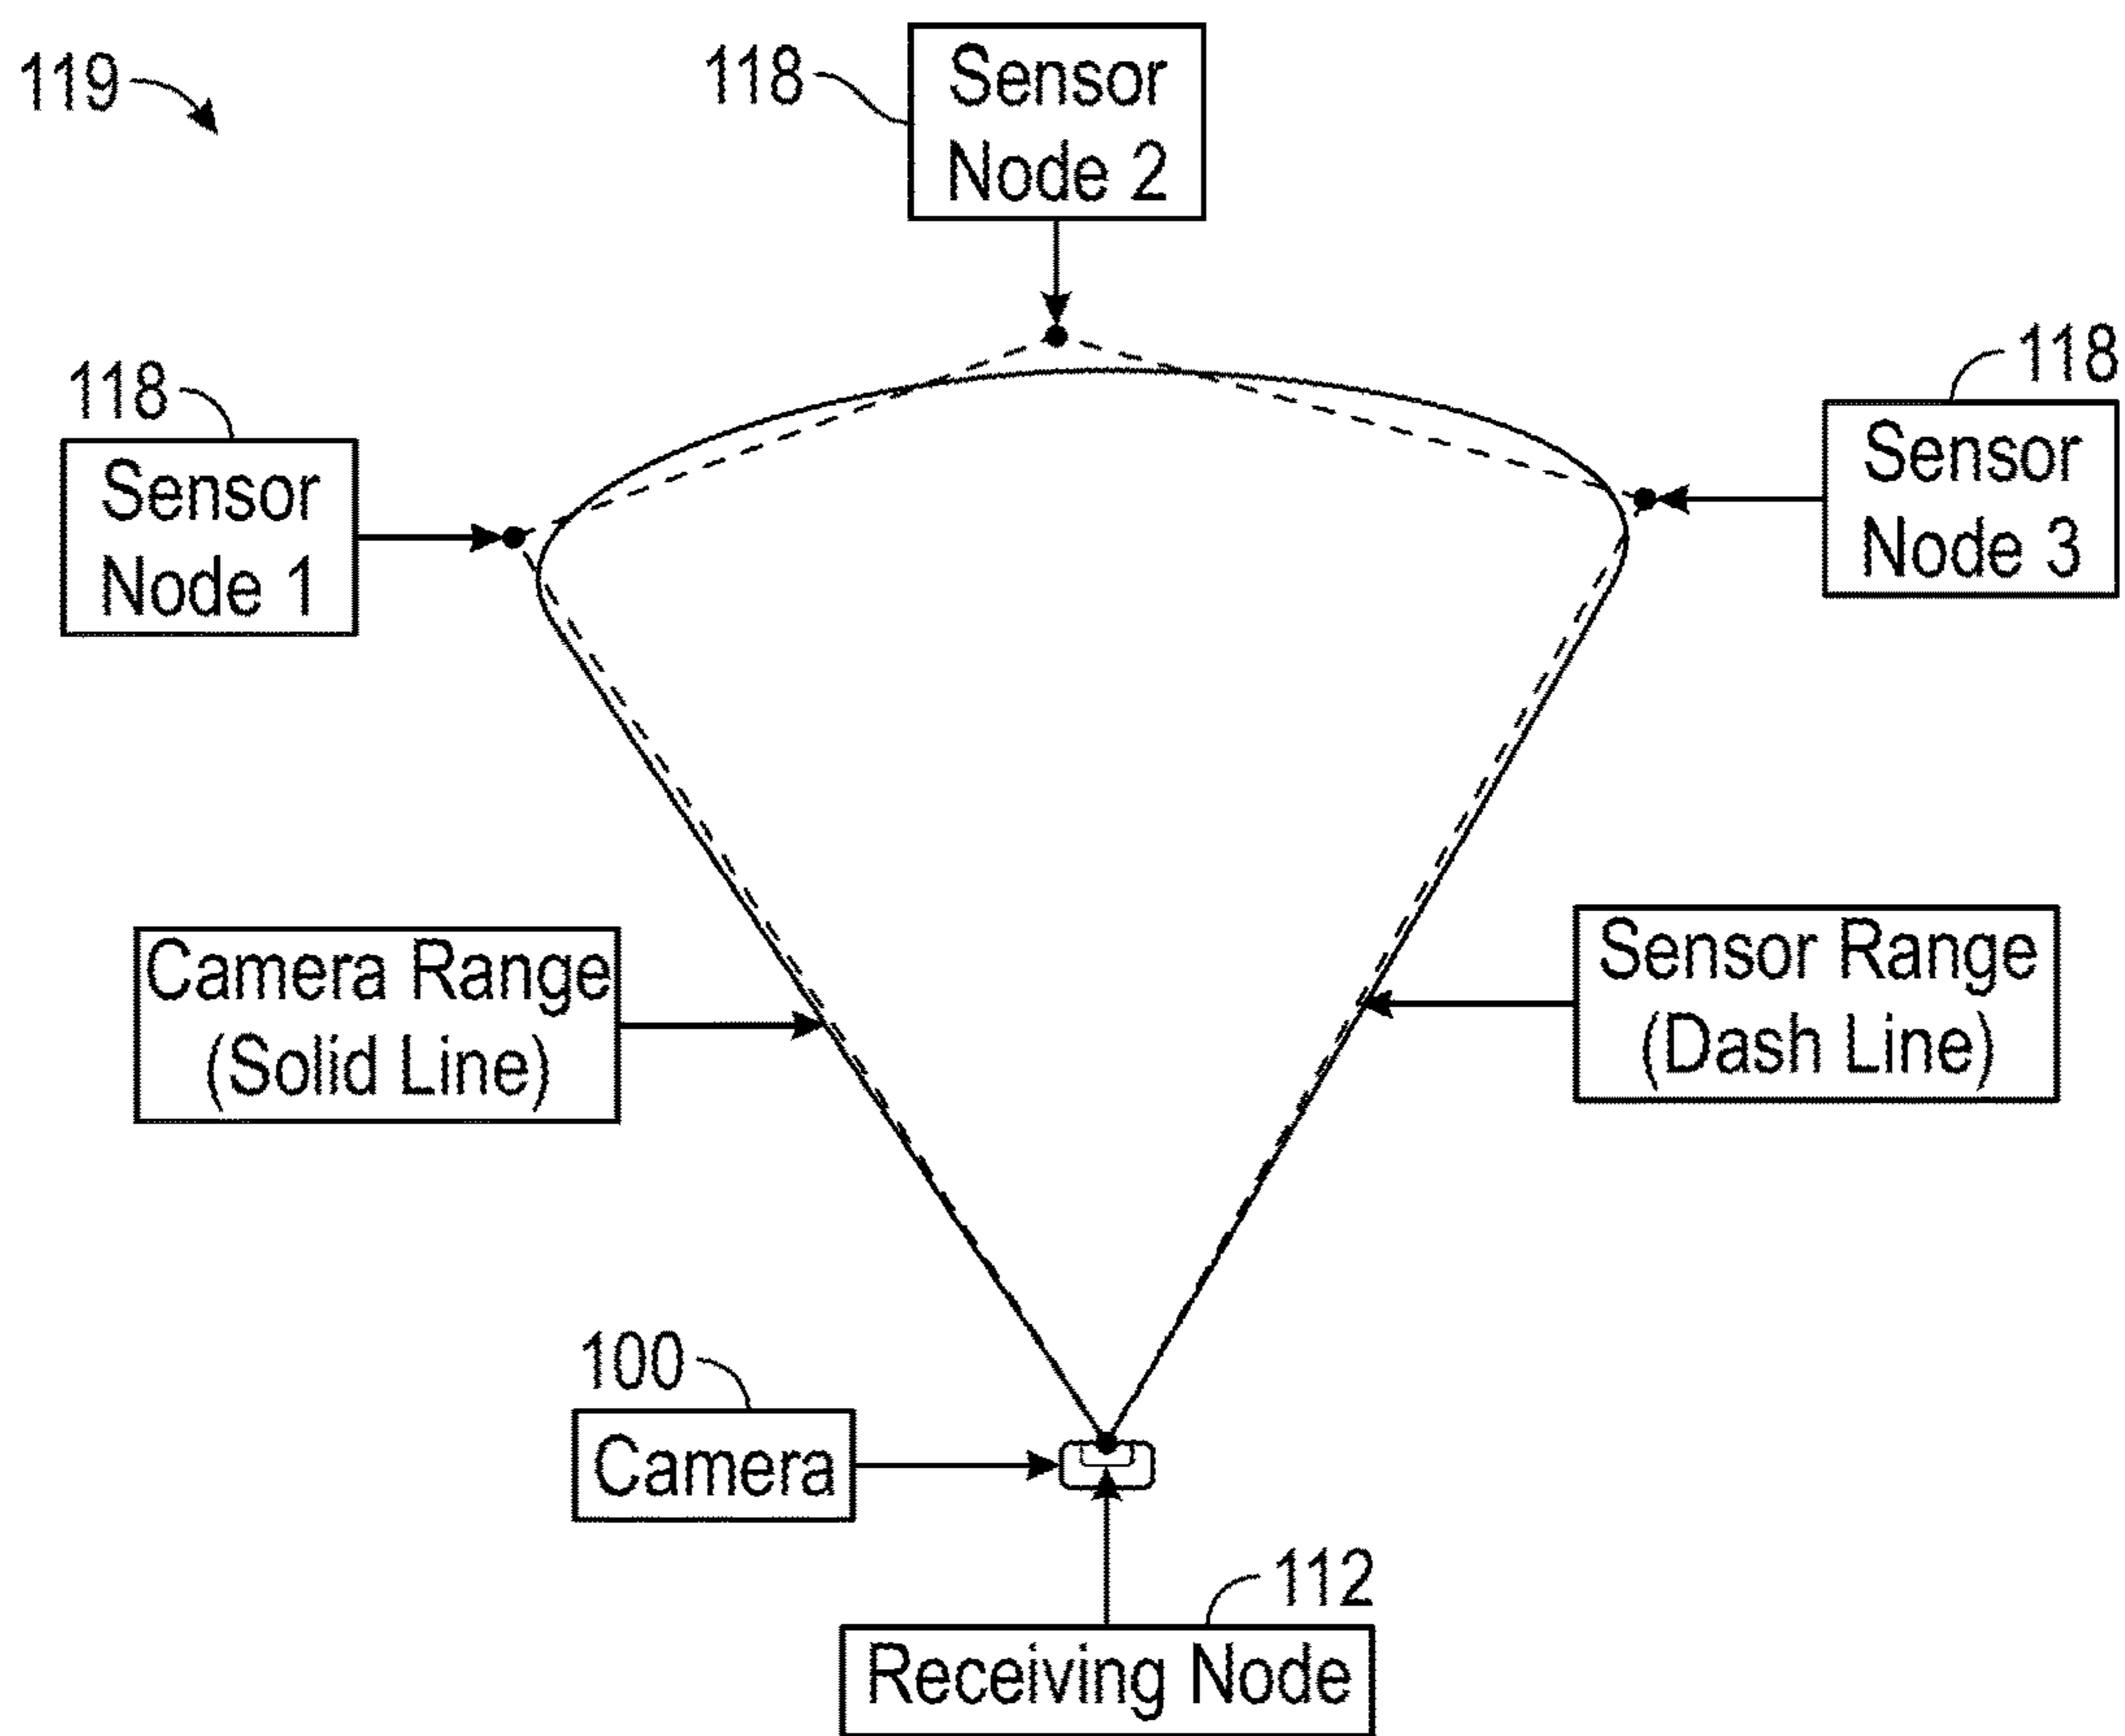 119
118
Sensor
Node 2
118
Sensor
Node 1
118
Sensor
Node 3
Camera Range
(Solid Line)
Sensor Range
(Dash Line)
100
Camera
112
Receiving Node